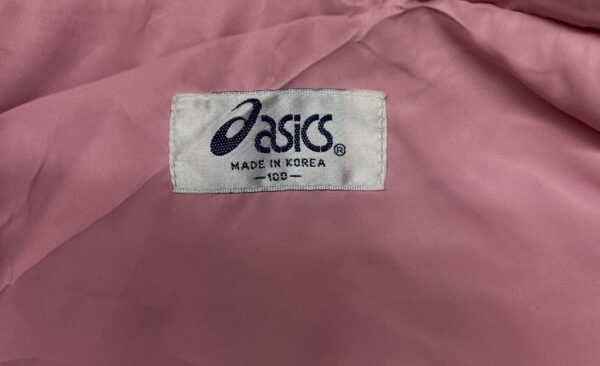 asics®
MADE IN KOREA
—100—